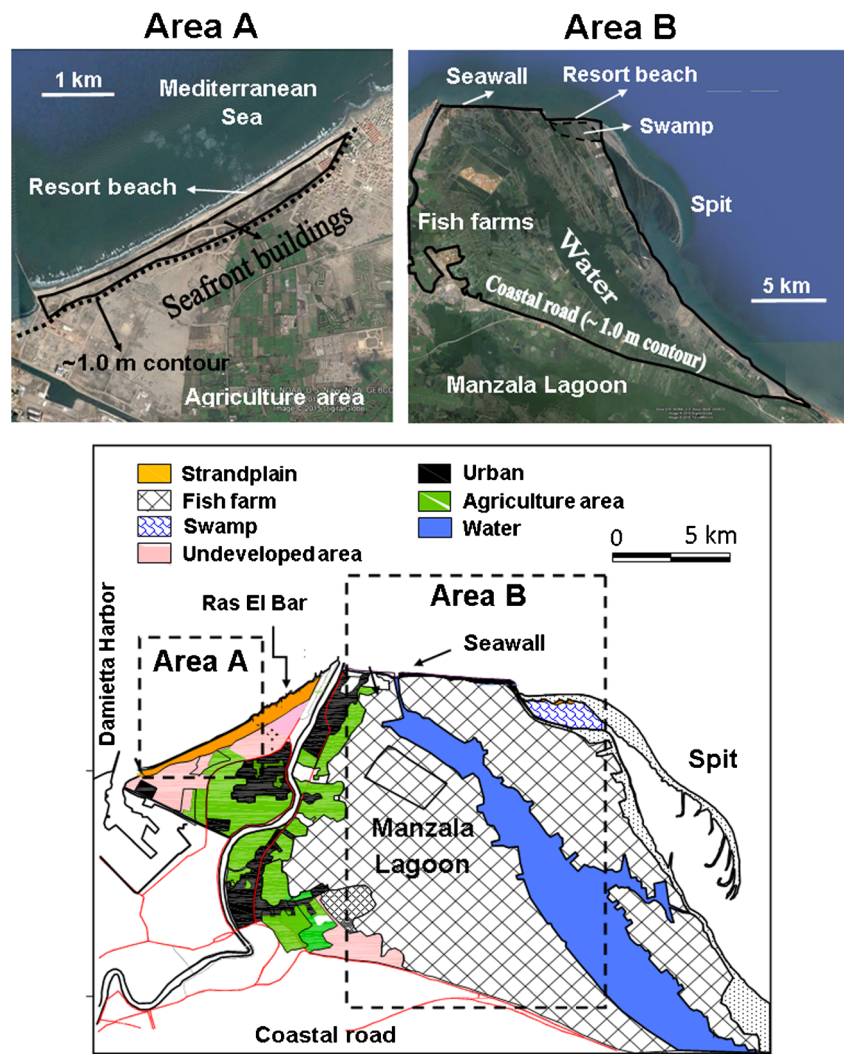 Area A
Area B
1 km
Mediterranean
Sea
Resort beach
Seafront buildings
~1.0 m contour
Agriculture area
Seawall
Resort beach
Swamp
Spit
Fish farms
Water
5 km
Coastal road (~ 1.0 m contour)
Manzala Lagoon
Strandplain
Fish farm
Swamp
Undeveloped area
Urban
Agriculture area
Water
0 5 km
Damietta Harbor
Ras El Bar
Area B
Seawall
Area A
Spit
Manzala
Lagoon
Coastal road